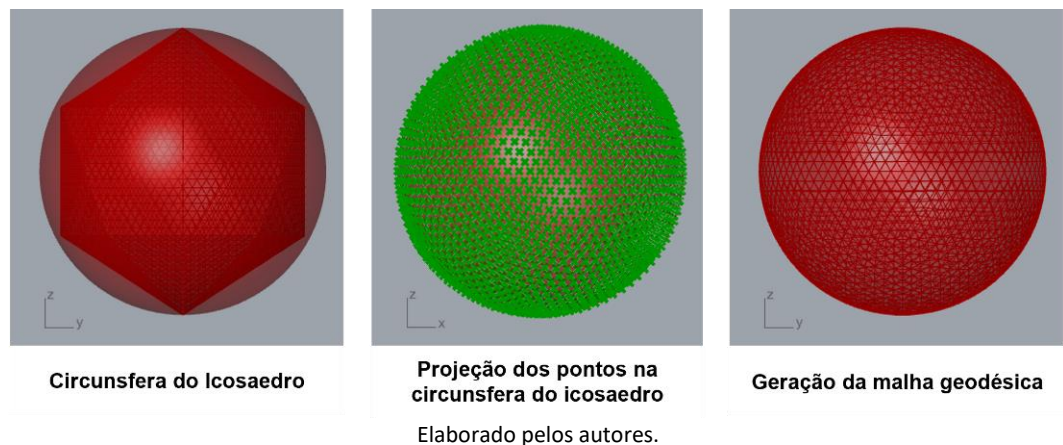 z
y
z
x
z
y
Circunsfera do Icosaedro
Projeção dos pontos na
circunsfera do icosaedro
Geração da malha geodésica
Elaborado pelos autores.